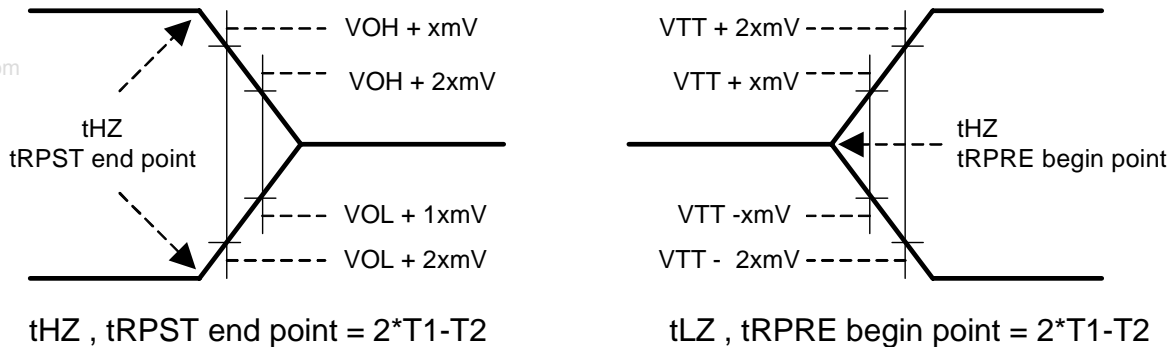 VOH + xmV
VOH + 2xmV
om
tHZ
tRPST end point
VOL + 1xmV
VOL + 2xmV
tHZ , tRPST end point = 2*T1-T2
VTT + 2xmV
VTT + xmV
tHZ
tRPRE begin point
VTT -xmV
VTT - 2xmV
tLZ , tRPRE begin point = 2*T1-T2